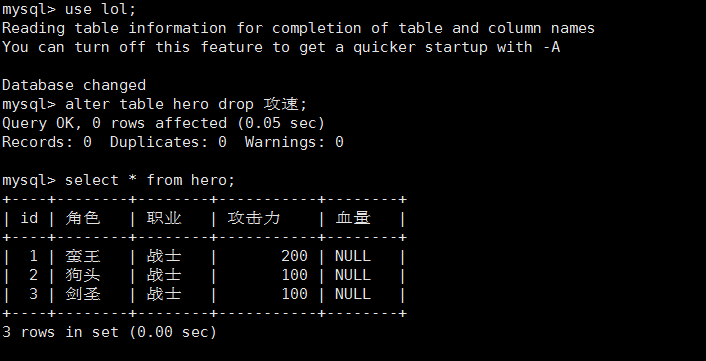 mysql> use lol;
Reading table information for completion of table and column names
You can turn off this feature to get a quicker startup with -A
Database changed
mysql> alter table hero drop 攻速;
Query OK, 0 rows affected (0.05 sec)
Records: 0  Duplicates: 0  Warnings: 0
mysql> select * from hero;
+----+--------+--------+-----------+--------+
| id | 角色   | 职业   | 攻击力    | 血量   |
+----+--------+--------+-----------+--------+
|  1 | 蛮王   | 战士   |       200 | NULL   |
|  2 | 狗头   | 战士   |       100 | NULL   |
|  3 | 剑圣   | 战士   |       100 | NULL   |
+----+--------+--------+-----------+--------+
3 rows in set (0.00 sec)